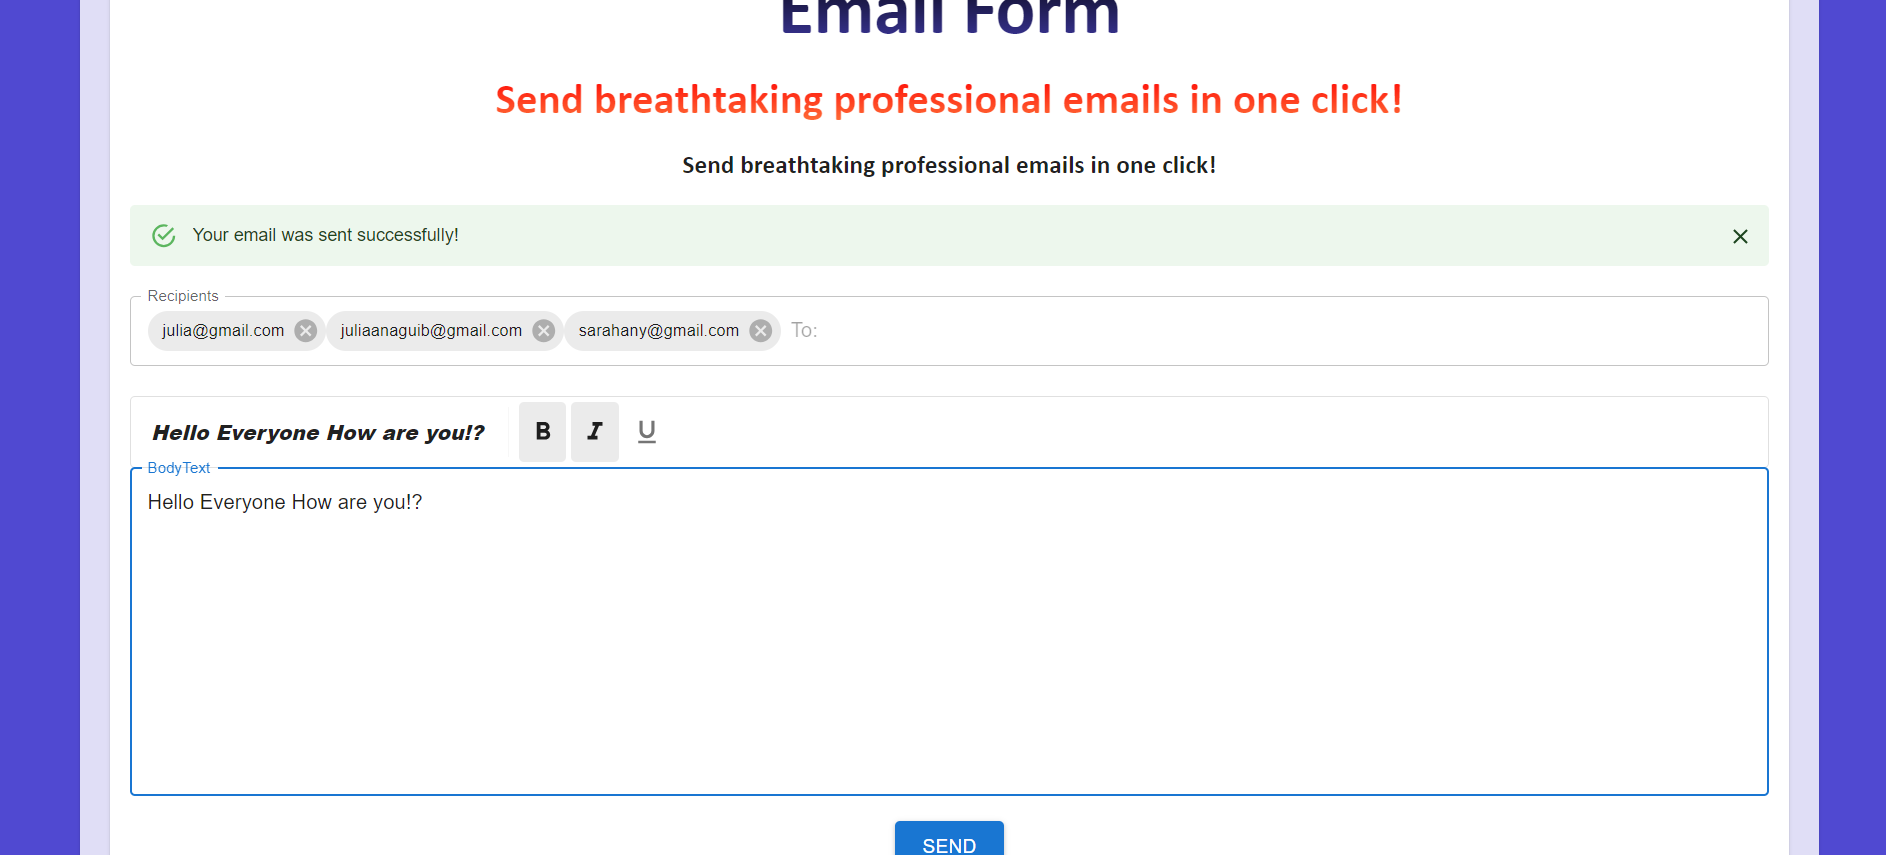 Email Form
Send breathtaking professional emails in one click!
Send breathtaking professional emails in one click!
Your email was sent successfully!
Recipients
julia@gmail.com juliaanaguib@gmail.com sarahany@gmail.com To:
Hello Everyone How are you!? B I U
BodyText
Hello Everyone How are you!?
SEND